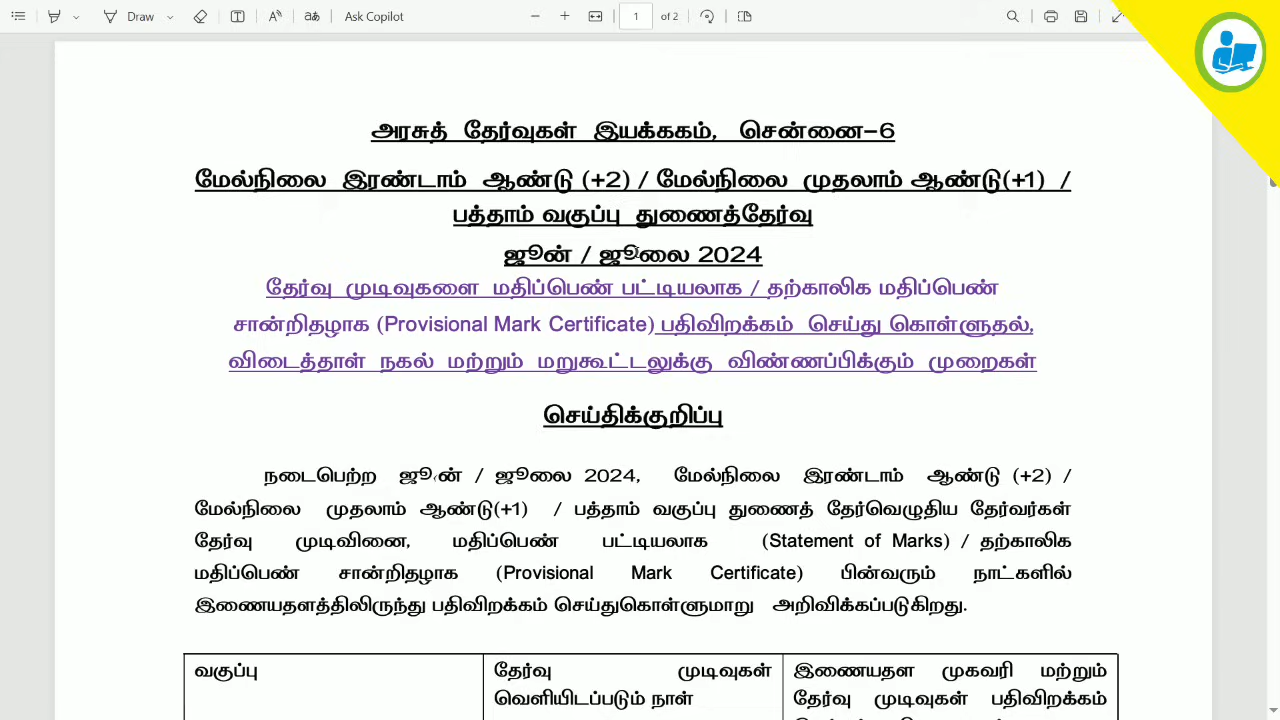 Draw Ask Copilot 1 of 2
அரசுத் தேர்வுகள் இயக்ககம், சென்னை-6
மேல்நிலை இரண்டாம் ஆண்டு (+2) / மேல்நிலை முதலாம் ஆண்டு(+1) /
பத்தாம் வகுப்பு துணைத்தேர்வு
ஜூன் / ஜூலை 2024
தேர்வு முடிவுகளை மதிப்பெண் பட்டியலாக / தற்காலிக மதிப்பெண்
சான்றிதழாக (Provisional Mark Certificate) பதிவிறக்கம் செய்து கொள்ளுதல்,
விடைத்தாள் நகல் மற்றும் மறுகூட்டலுக்கு விண்ணப்பிக்கும் முறைகள்
செய்திக்குறிப்பு
நடைபெற்ற ஜூன் / ஜூலை 2024, மேல்நிலை இரண்டாம் ஆண்டு (+2) /
மேல்நிலை முதலாம் ஆண்டு(+1) / பத்தாம் வகுப்பு துணைத் தேர்வெழுதிய தேர்வர்கள்
தேர்வு முடிவினை, மதிப்பெண் பட்டியலாக (Statement of Marks) / தற்காலிக
மதிப்பெண் சான்றிதழாக (Provisional Mark Certificate) பின்வரும் நாட்களில்
இணையதளத்திலிருந்து பதிவிறக்கம் செய்துகொள்ளுமாறு அறிவிக்கப்படுகிறது.
வகுப்பு தேர்வு முடிவுகள் இணையதள முகவரி மற்றும்
வெளியிடப்படும் நாள் தேர்வு முடிவுகள் பதிவிறக்கம்